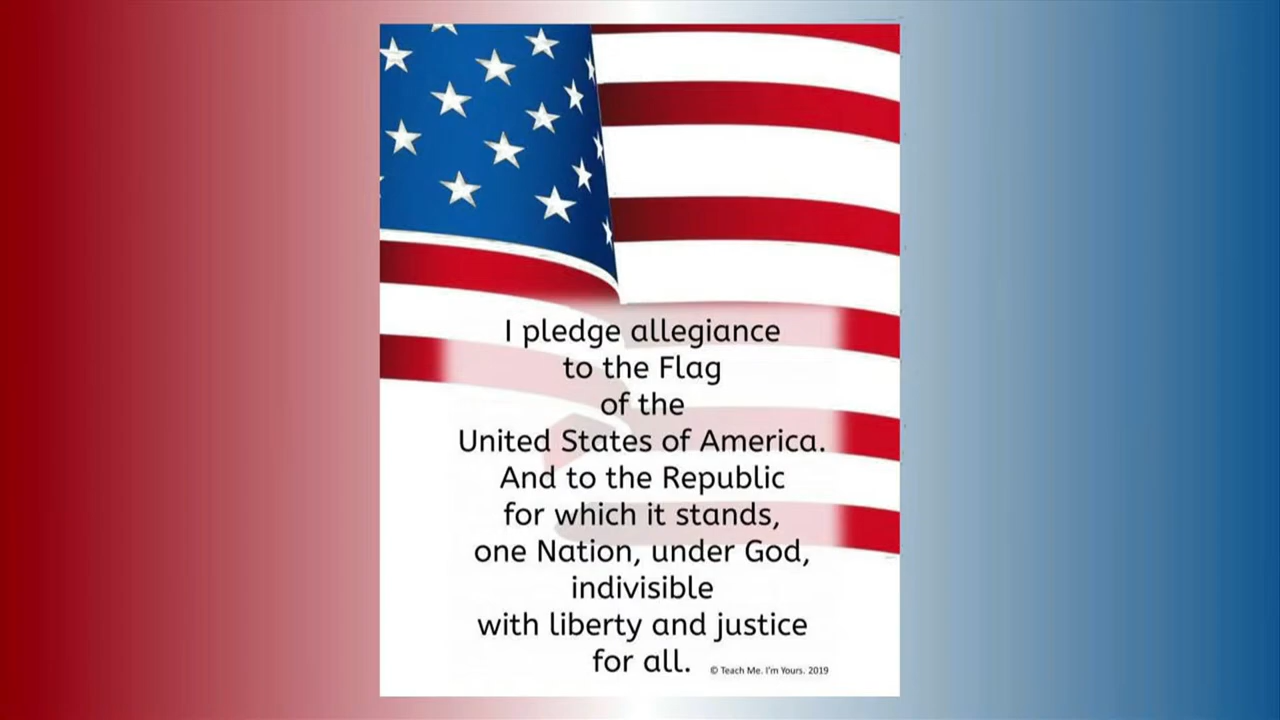 I pledge allegiance
to the Flag
of the
United States of America.
And to the Republic
for which it stands,
one Nation, under God,
indivisible
with liberty and justice
for all.
© Teach Me. I'm Yours. 2019